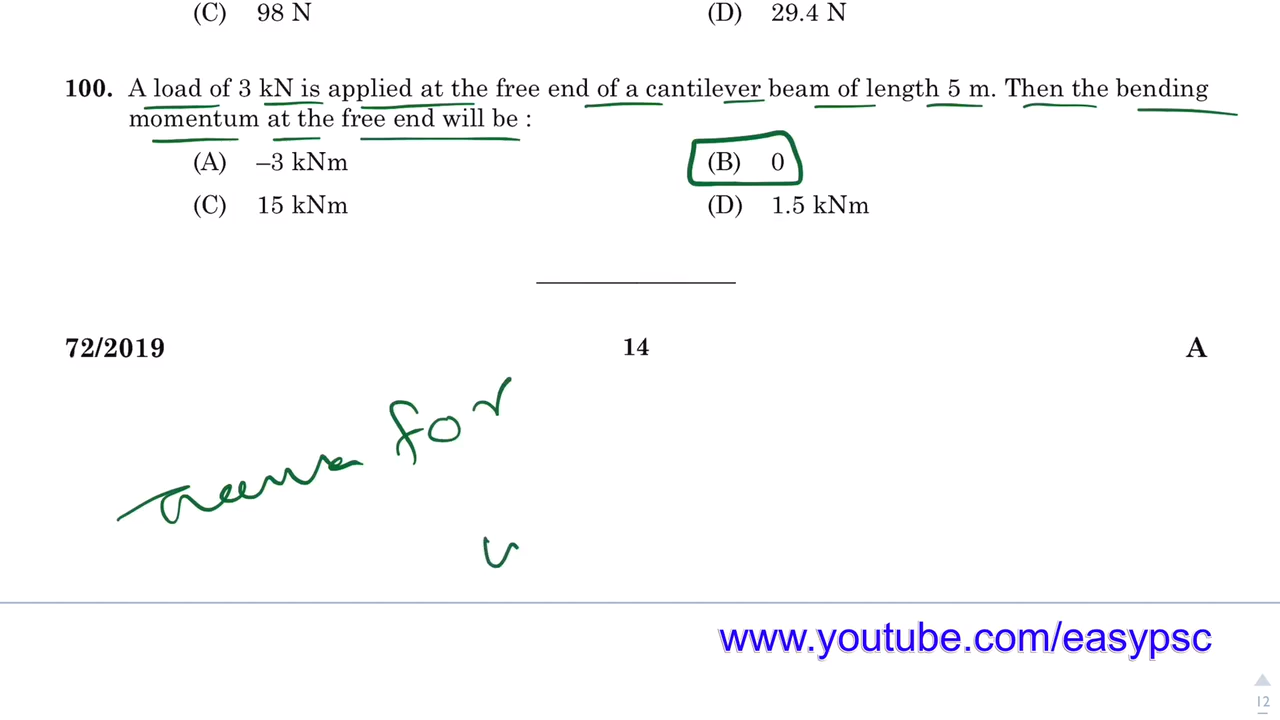 (C) 98 N (D) 29.4 N
100. A load of 3 kN is applied at the free end of a cantilever beam of length 5 m. Then the bending
momentum at the free end will be :
(A) –3 kNm (B) 0
(C) 15 kNm (D) 1.5 kNm
72/2019 14 A
for
www.youtube.com/easypsc
12